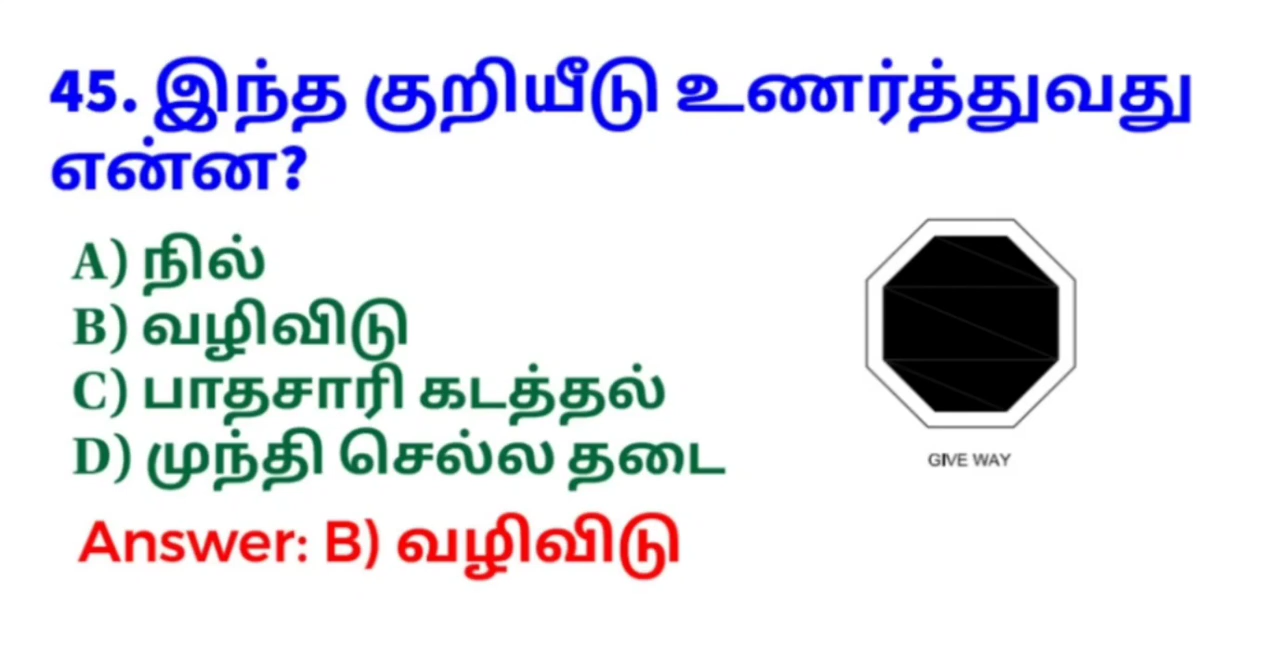 45. இந்த குறியீடு உணர்த்துவது
என்ன?
A) நில்
B) வழிவிடு
C) பாதசாரி கடத்தல்
D) முந்தி செல்ல தடை
GIVE WAY
Answer: B) வழிவிடு